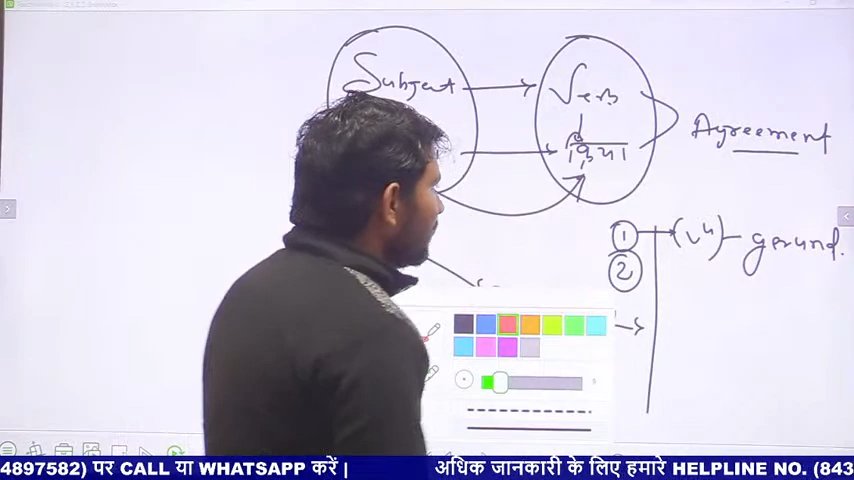 Subject
Verb
क्रिया
Agreement
① → (v⁴) - gerund.
②
4897582) पर CALL या WHATSAPP करें | अधिक जानकारी के लिए हमारे HELPLINE NO. (843